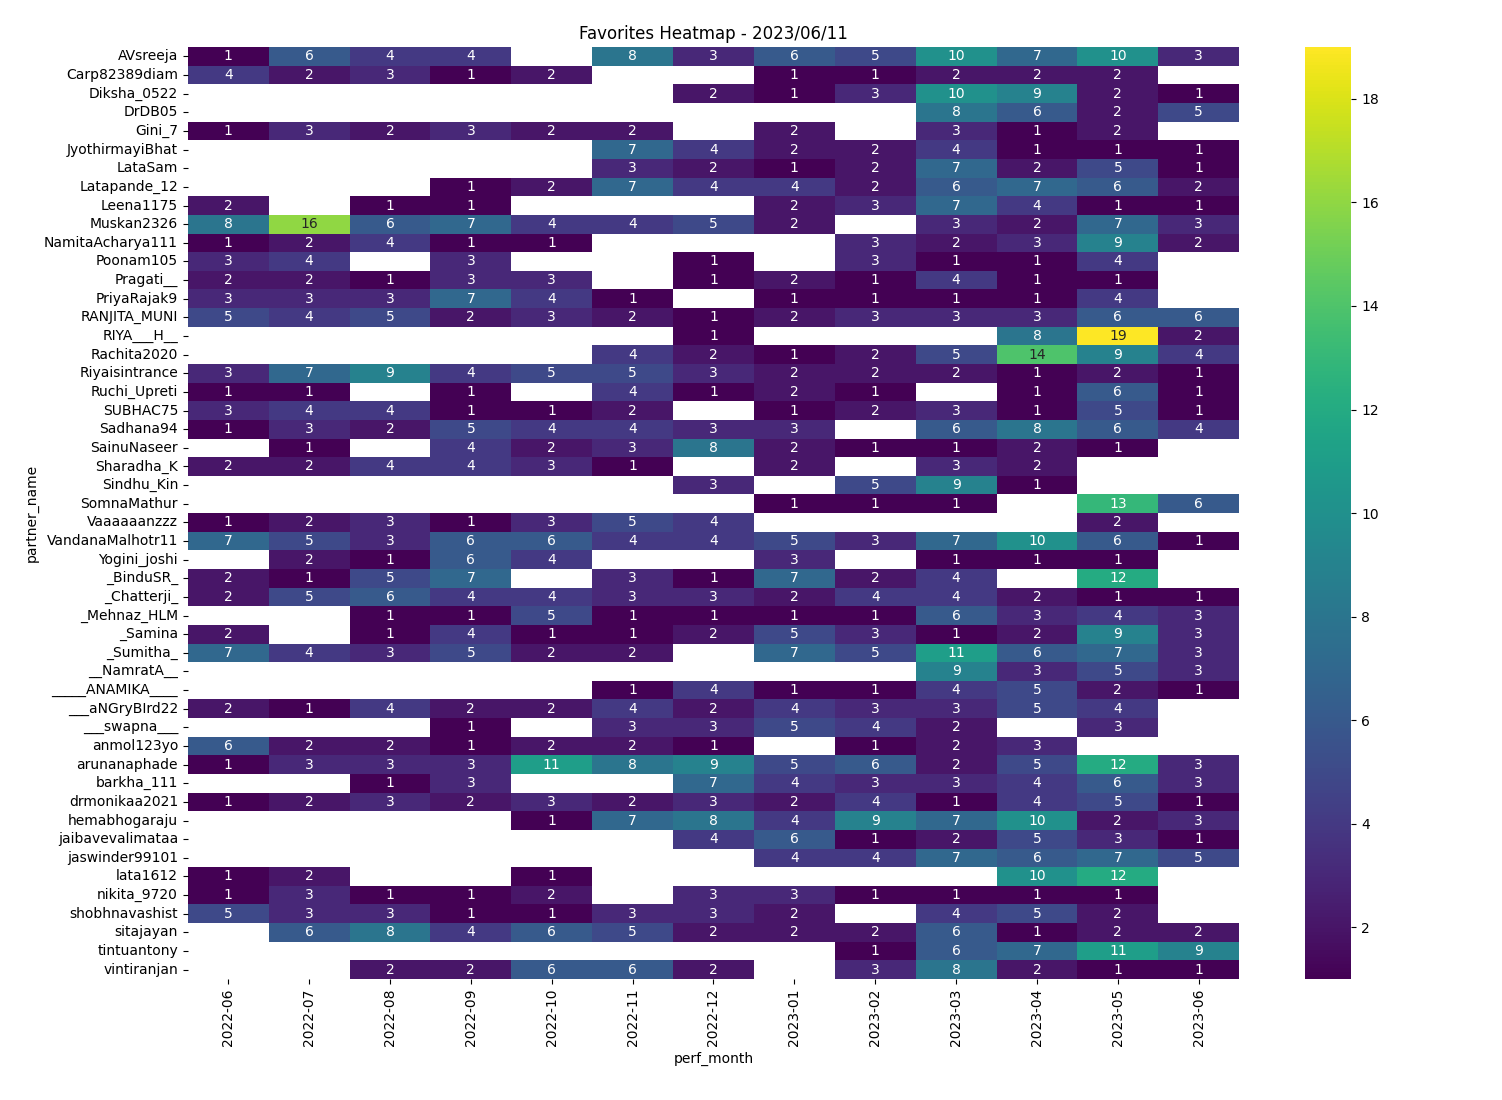 Favorites Heatmap - 2023/06/11
AVsreeja 1 6 4 4 8 3 6 5 10 7 10 3
Carp82389diam 4 2 3 1 2 1 1 2 2 2
Diksha_0522 2 1 3 10 9 2 1
DrDB05 8 6 2 5
Gini_7 1 3 2 3 2 2 2 3 1 2
JyothirmayiBhat 7 4 2 2 4 1 1 1
LataSam 3 2 1 2 7 2 5 1
Latapande_12 1 2 7 4 4 2 6 7 6 2
Leena1175 2 1 1 2 3 7 4 1 1
Muskan2326 8 16 6 7 4 4 5 2 3 2 7 3
NamitaAcharya111 1 2 4 1 1 3 2 3 9 2
Poonam105 3 4 3 1 3 1 1 4
Pragati__ 2 2 1 3 3 1 2 1 4 1 1
PriyaRajak9 3 3 3 7 4 1 1 1 1 1 4
RANJITA_MUNI 5 4 5 2 3 2 1 2 3 3 3 6 6
RIYA___H__ 1 8 19 2
Rachita2020 4 2 1 2 5 14 9 4
Riyaisintrance 3 7 9 4 5 5 3 2 2 2 1 2 1
Ruchi_Upreti 1 1 1 4 1 2 1 1 6 1
SUBHAC75 3 4 4 1 1 2 1 2 3 1 5 1
Sadhana94 1 3 2 5 4 4 3 3 6 8 6 4
SainuNaseer 1 4 2 3 8 2 1 1 2 1
Sharadha_K 2 2 4 4 3 1 2 3 2
Sindhu_Kin 3 5 9 1
SomnaMathur 1 1 1 13 6
Vaaaaaanzzz 1 2 3 1 3 5 4 2
VandanaMalhotr11 7 5 3 6 6 4 4 5 3 7 10 6 1
Yogini_joshi 2 1 6 4 3 1 1 1
_BinduSR_ 2 1 5 7 3 1 7 2 4 12
_Chatterji_ 2 5 6 4 4 3 3 2 4 4 2 1 1
_Mehnaz_HLM 1 1 5 1 1 1 1 6 3 4 3
_Samina 2 1 4 1 1 2 5 3 1 2 9 3
_Sumitha_ 7 4 3 5 2 2 7 5 11 6 7 3
__NamratA__ 9 3 5 3
_____ANAMIKA____ 1 4 1 1 4 5 2 1
___aNGryBIrd22 2 1 4 2 2 4 2 4 3 3 5 4
___swapna___ 1 3 3 5 4 2 3
anmol123yo 6 2 2 1 2 2 1 1 2 3
arunanaphade 1 3 3 3 11 8 9 5 6 2 5 12 3
barkha_111 1 3 7 4 3 3 4 6 3
drmonikaa2021 1 2 3 2 3 2 3 2 4 1 4 5 1
hemabhogaraju 1 7 8 4 9 7 10 2 3
jaibavevalimataa 4 6 1 2 5 3 1
jaswinder99101 4 4 7 6 7 5
lata1612 1 2 1 10 12
nikita_9720 1 3 1 1 2 3 3 1 1 1 1
shobhnavashist 5 3 3 1 1 3 3 2 4 5 2
sitajayan 6 8 4 6 5 2 2 2 6 1 2 2
tintuantony 1 6 7 11 9
vintiranjan 2 2 6 6 2 3 8 2 1 1
partner_name
2022-06 2022-07 2022-08 2022-09 2022-10 2022-11 2022-12 2023-01 2023-02 2023-03 2023-04 2023-05 2023-06
perf_month
18
16
14
12
10
8
6
4
2